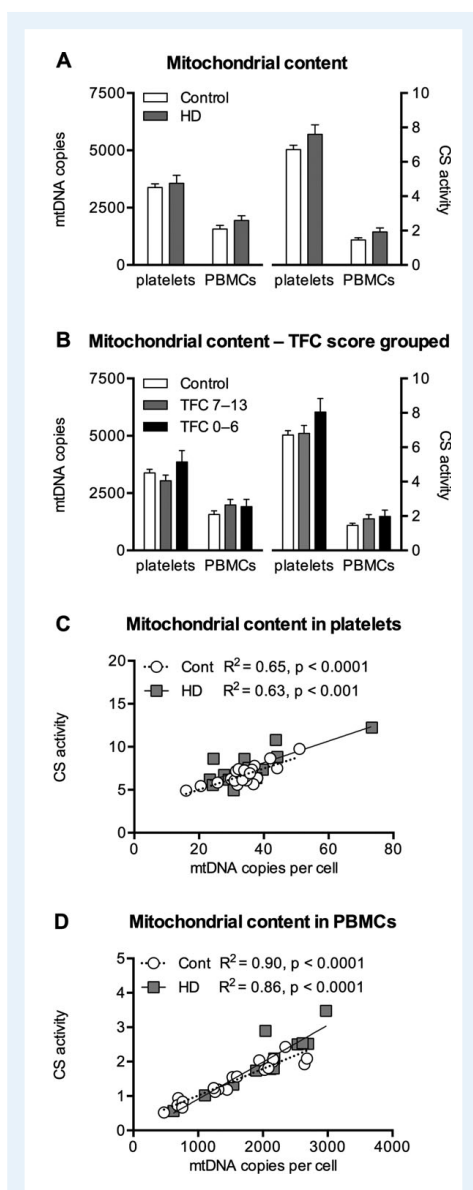 A Mitochondrial content
7500
5000
2500
0
mtDNA copies
Control
HD
10
8
6
4
2
0
CS activity
platelets PBMCs platelets PBMCs
B Mitochondrial content – TFC score grouped
7500
5000
2500
0
mtDNA copies
Control
TFC 7–13
TFC 0–6
10
8
6
4
2
0
CS activity
platelets PBMCs platelets PBMCs
C Mitochondrial content in platelets
20
15
10
5
0
CS activity
Cont R² = 0.65, p < 0.0001
HD R² = 0.63, p < 0.001
0 20 40 60 80
mtDNA copies per cell
D Mitochondrial content in PBMCs
5
4
3
2
1
0
CS activity
Cont R² = 0.90, p < 0.0001
HD R² = 0.86, p < 0.0001
0 1000 2000 3000 4000
mtDNA copies per cell